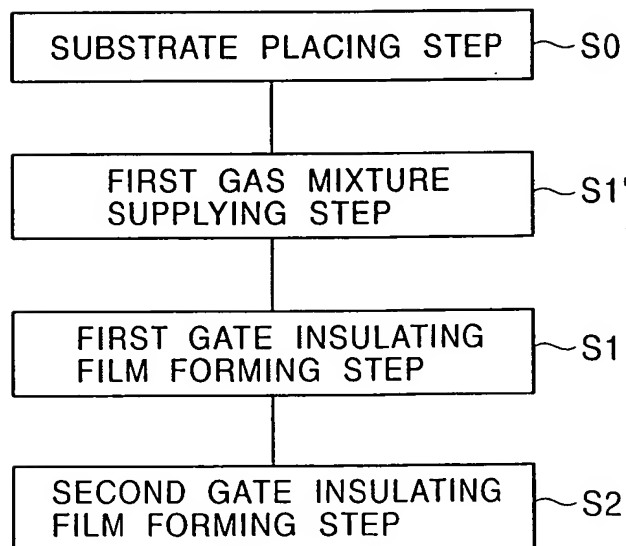 SUBSTRATE PLACING STEP S0
FIRST GAS MIXTURE
SUPPLYING STEP
S1'
FIRST GATE INSULATING
FILM FORMING STEP
S1
SECOND GATE INSULATING
FILM FORMING STEP
S2